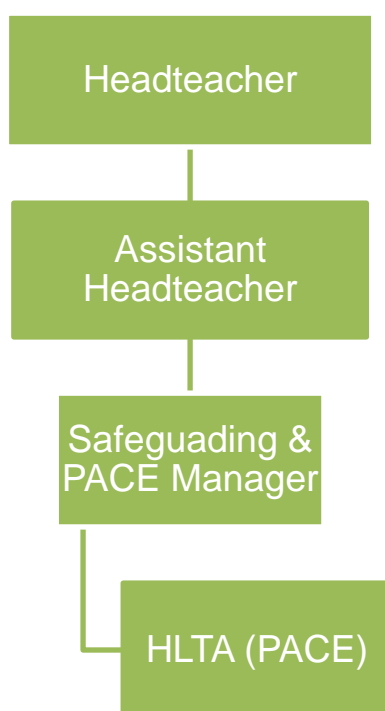 Headteacher
Assistant
Headteacher
Safeguading &
PACE Manager
HLTA (PACE)